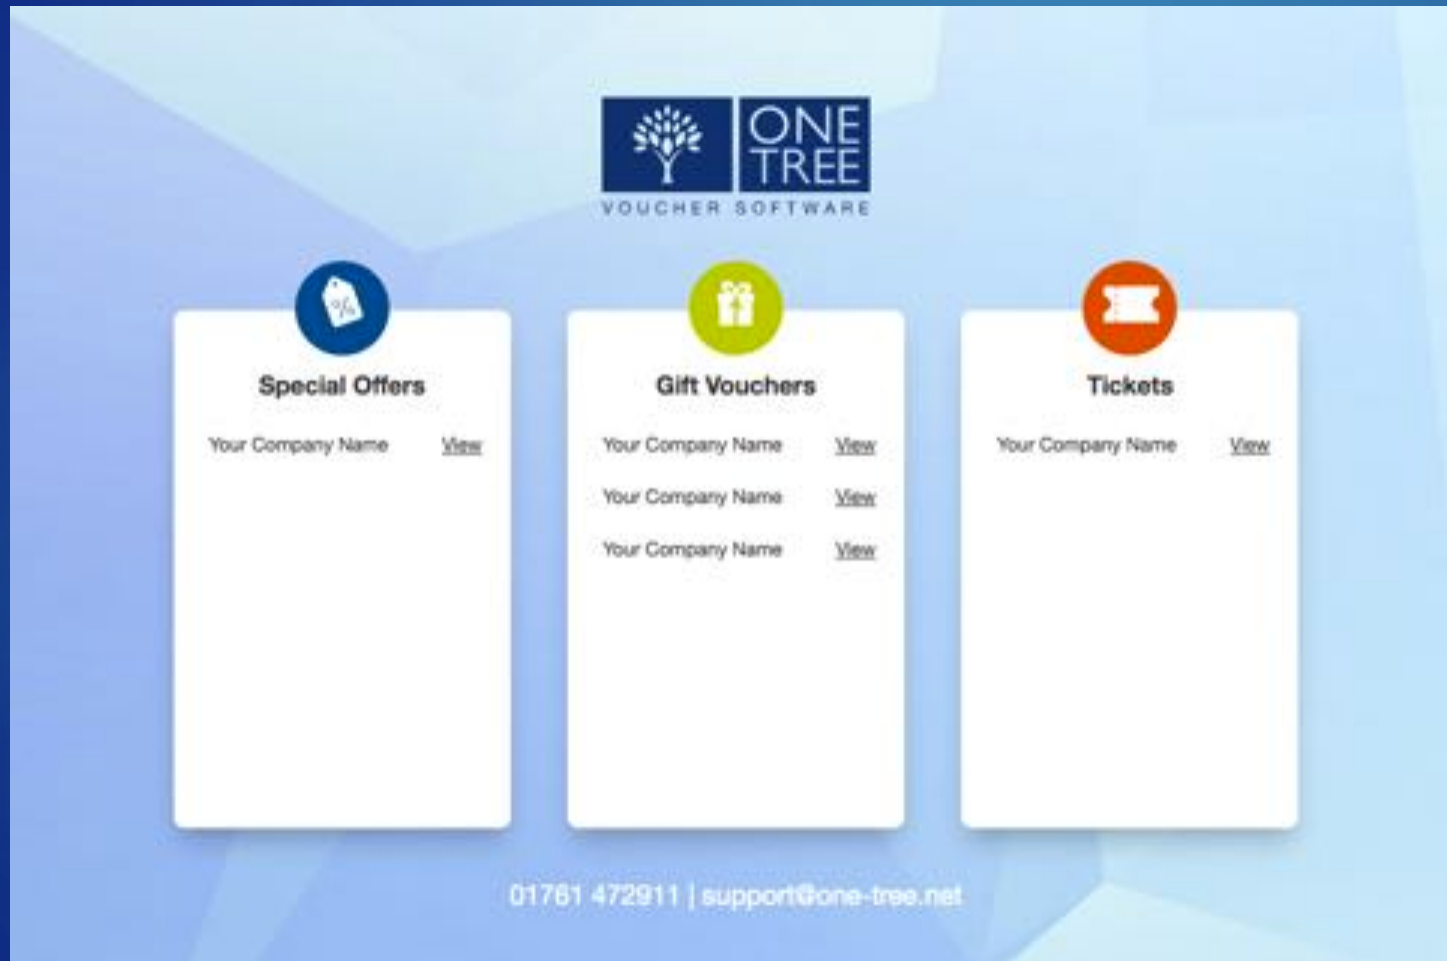 ONE
TREE
VOUCHER SOFTWARE
Special Offers
Your Company Name View
Gift Vouchers
Your Company Name View
Your Company Name View
Your Company Name View
Tickets
Your Company Name View
01761 472911 | support@one-tree.net